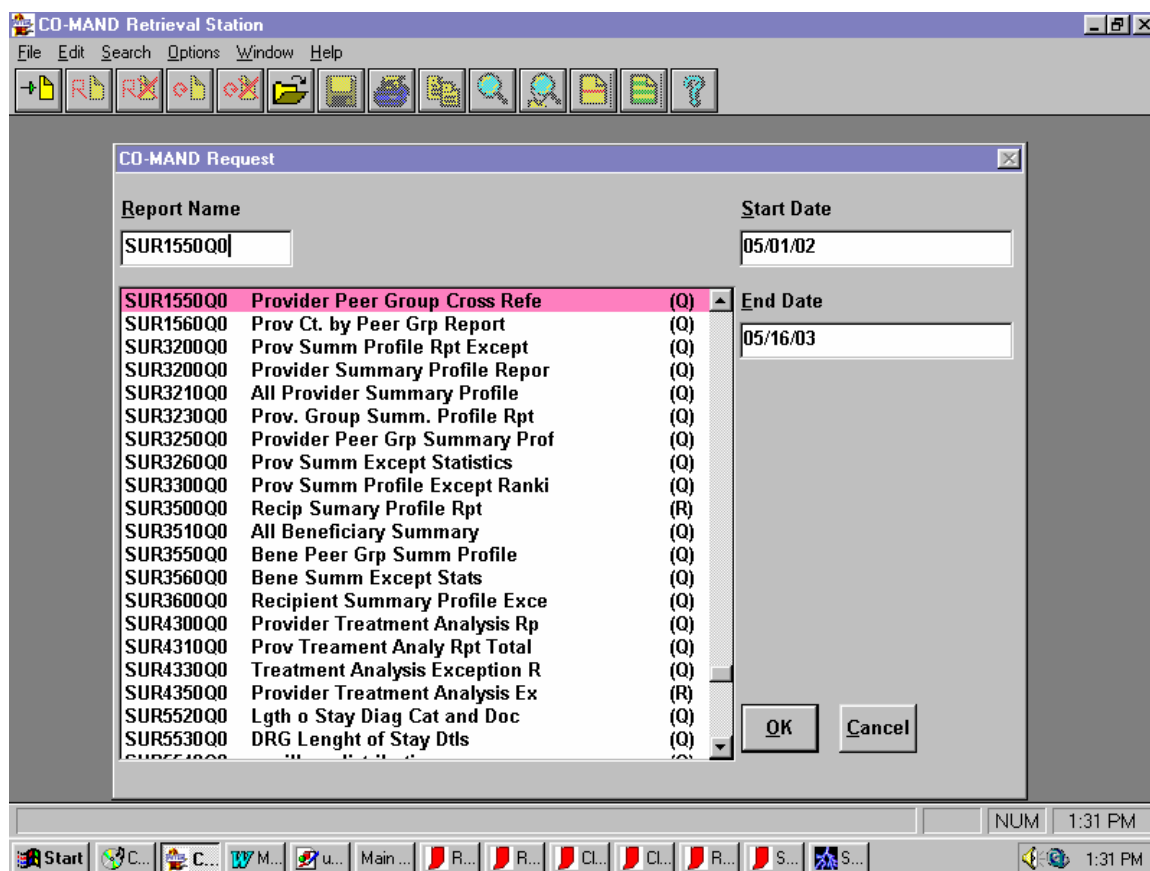 CO-MAND Retrieval Station
File Edit Search Options Window Help
CO-MAND Request
Report Name
Start Date
SUR1550Q0
05/01/02
SUR1550Q0 Provider Peer Group Cross Refe (Q)
End Date
SUR1560Q0 Prov Ct. by Peer Grp Report (Q)
05/16/03
SUR3200Q0 Prov Summ Profile Rpt Except (Q)
SUR3200Q0 Provider Summary Profile Repor (Q)
SUR3210Q0 All Provider Summary Profile (Q)
SUR3230Q0 Prov. Group Summ. Profile Rpt (Q)
SUR3250Q0 Provider Peer Grp Summary Prof (Q)
SUR3260Q0 Prov Summ Except Statistics (Q)
SUR3300Q0 Prov Summ Profile Except Ranki (Q)
SUR3500Q0 Recip Sumary Profile Rpt (R)
SUR3510Q0 All Beneficiary Summary (Q)
SUR3550Q0 Bene Peer Grp Summ Profile (Q)
SUR3560Q0 Bene Summ Except Stats (Q)
SUR3600Q0 Recipient Summary Profile Exce (Q)
SUR4300Q0 Provider Treatment Analysis Rp (Q)
SUR4310Q0 Prov Treament Analy Rpt Total (Q)
SUR4330Q0 Treatment Analysis Exception R (Q)
SUR4350Q0 Provider Treatment Analysis Ex (R)
SUR5520Q0 Lgth o Stay Diag Cat and Doc (Q)
SUR5530Q0 DRG Lenght of Stay Dtls (Q)
OK Cancel
NUM 1:31 PM
Start C... C... M... u... Main ... R... R... Cl... Cl... R... S... S... 1:31 PM